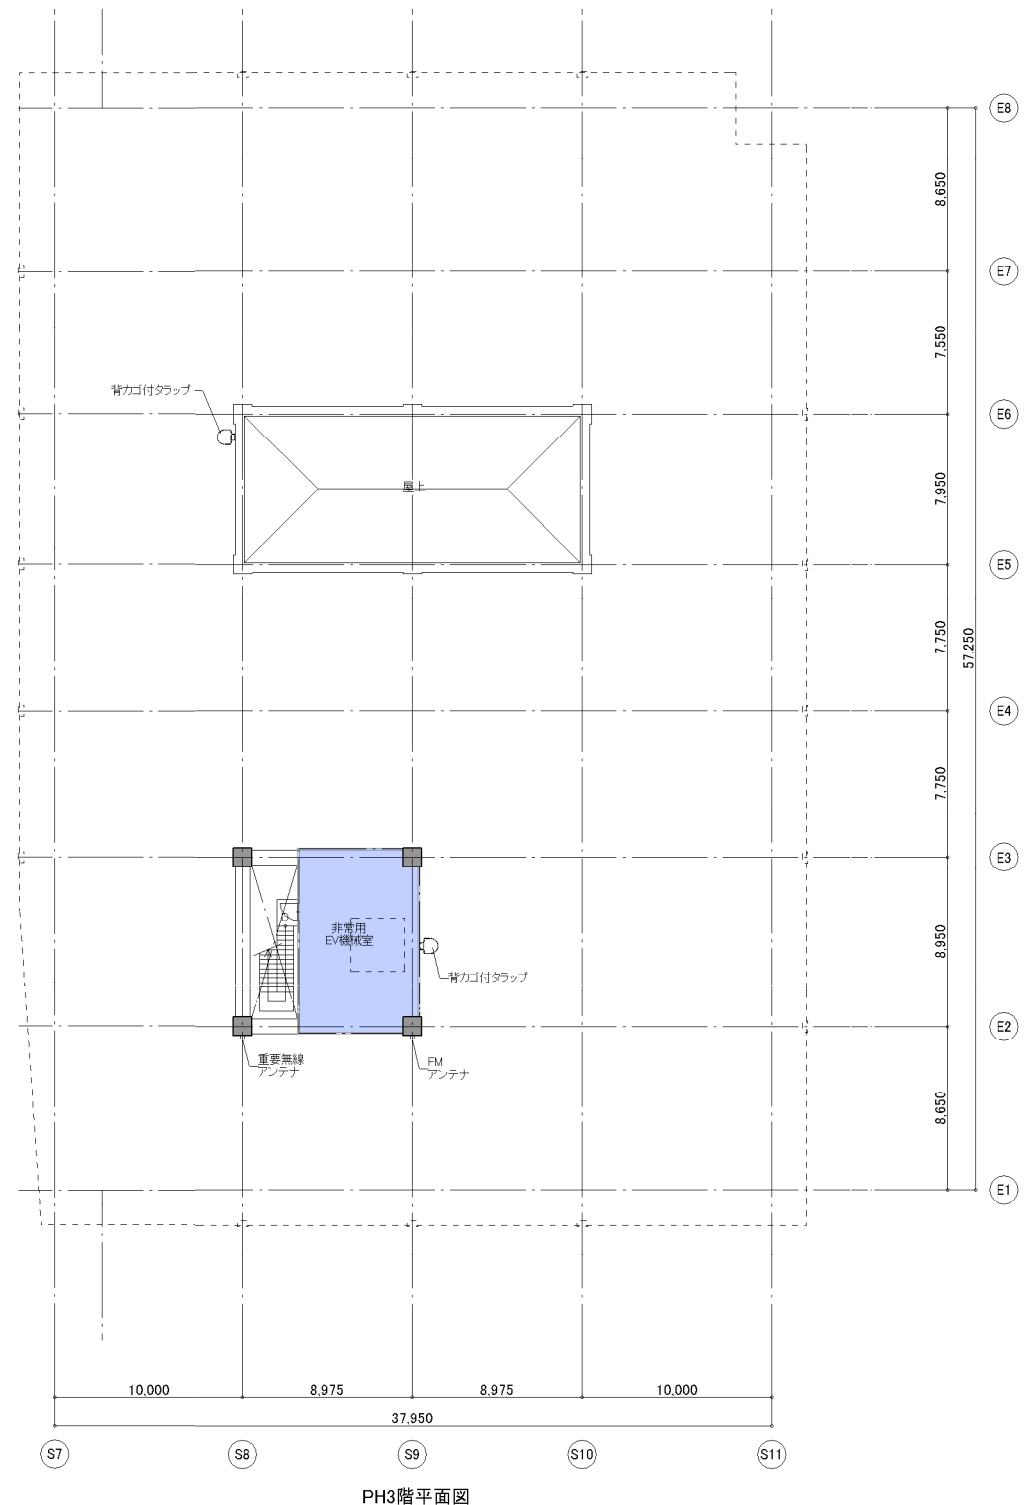 E8
8,650
E7
7,550
背カゴ付タラップ
E6
屋上
7,950
E5
7,750
57,250
E4
7,750
E3
非常用
EV機械室
8,950
背カゴ付タラップ
E2
重要無線
アンテナ
FM
アンテナ
8,650
E1
10,000
8,975
8,975
10,000
37,950
S7
S8
S9
S10
S11
PH3階平面図